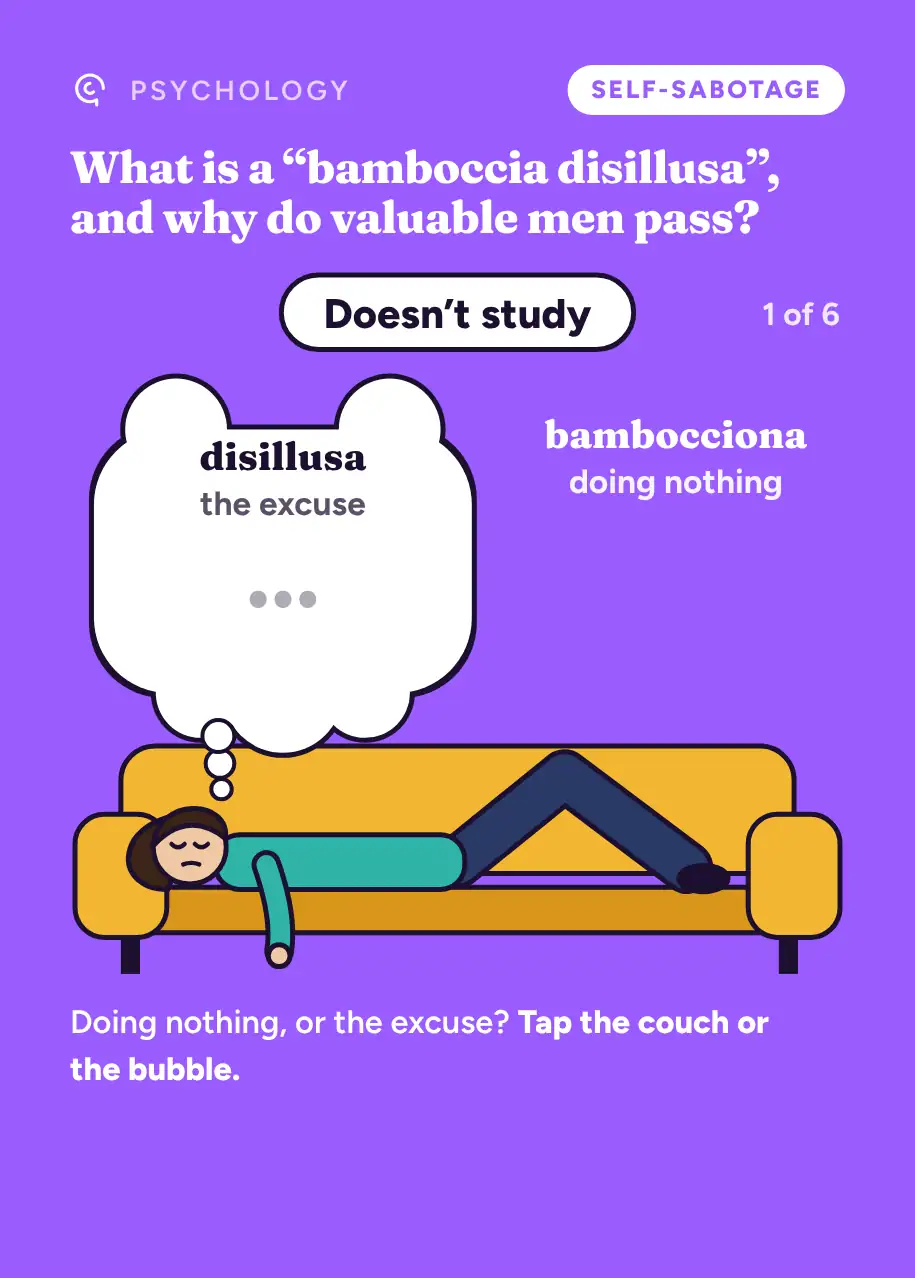 PSYCHOLOGY
SELF-SABOTAGE
What is a “bamboccia disillusa”,
and why do valuable men pass?
Doesn’t study
1 of 6
disillusa
the excuse
bambocciona
doing nothing
Doing nothing, or the excuse? Tap the couch or
the bubble.